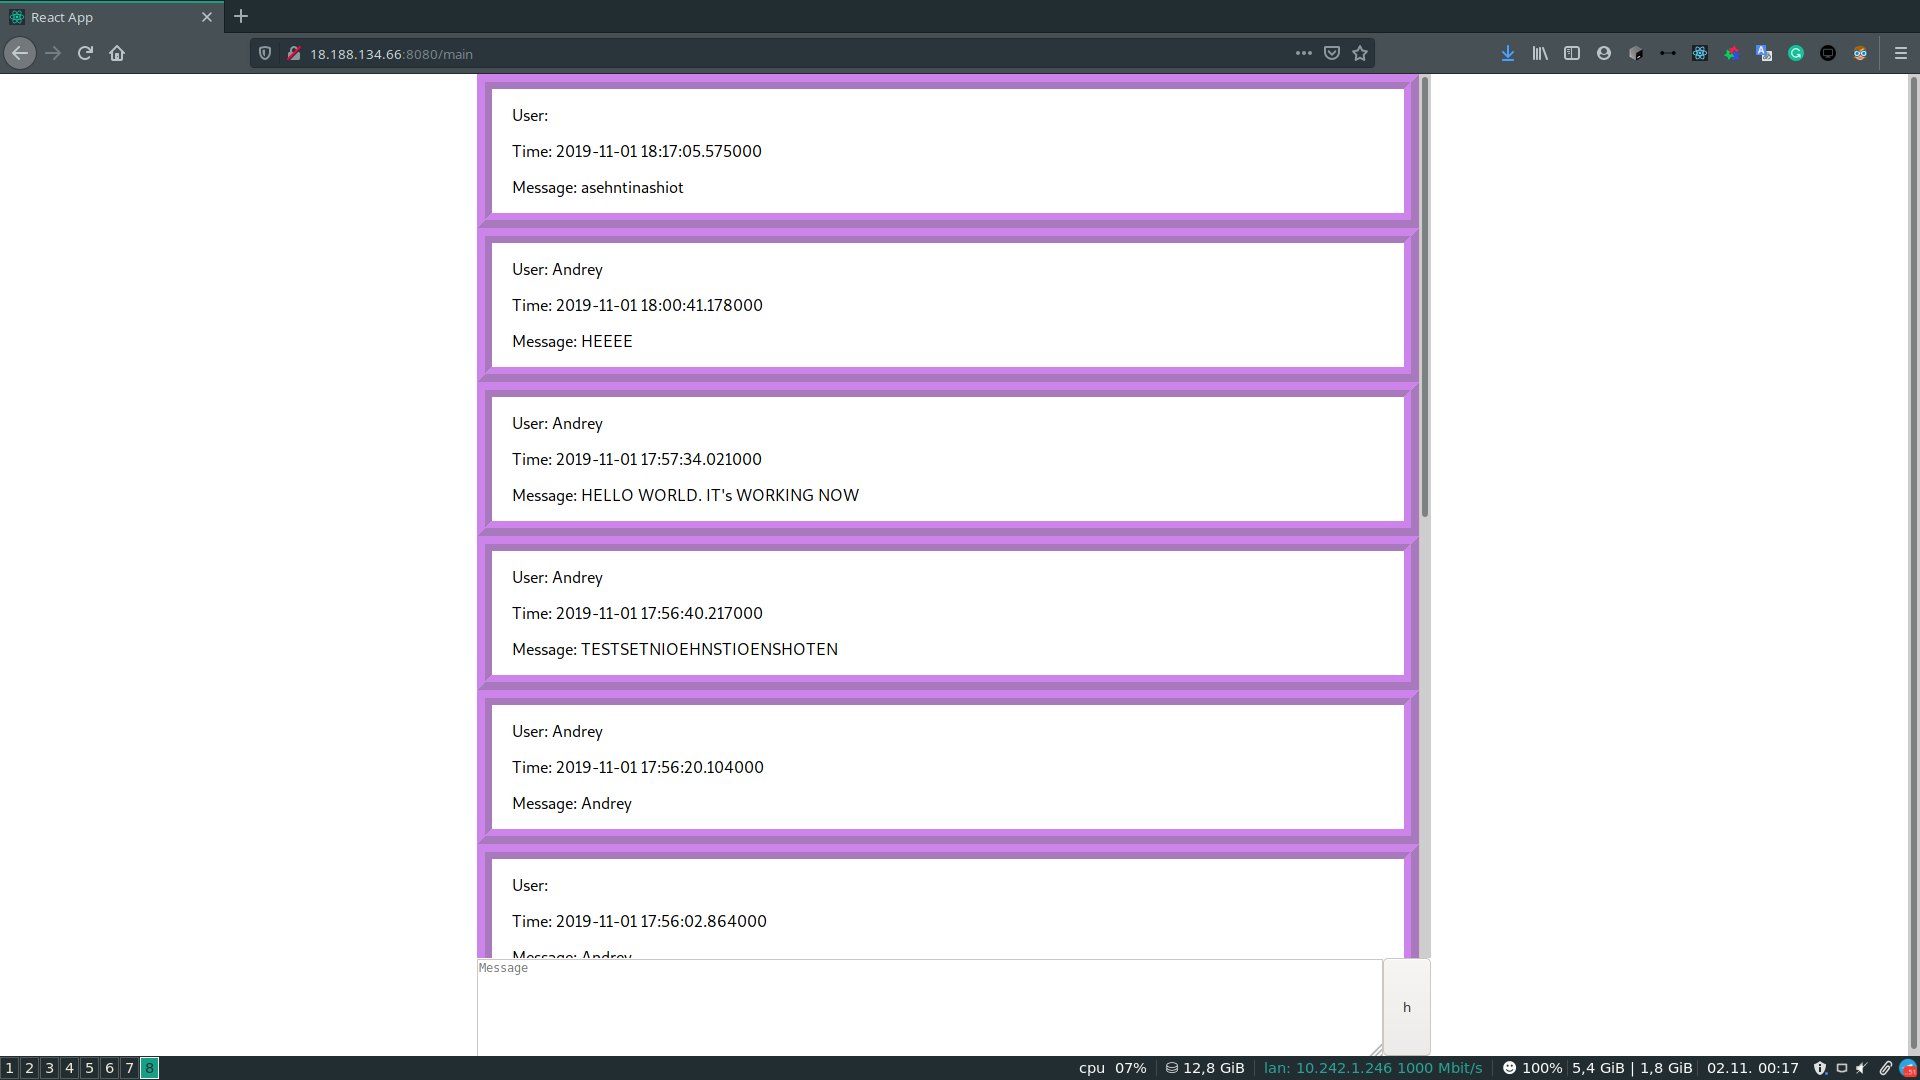 React App
18.188.134.66:8080/main
User:
Time: 2019-11-01 18:17:05.575000
Message: asehntinashiot
User: Andrey
Time: 2019-11-01 18:00:41.178000
Message: HEEEE
User: Andrey
Time: 2019-11-01 17:57:34.021000
Message: HELLO WORLD. IT's WORKING NOW
User: Andrey
Time: 2019-11-01 17:56:40.217000
Message: TESTSETNIOEHNSTIOENSHOTEN
User: Andrey
Time: 2019-11-01 17:56:20.104000
Message: Andrey
User:
Time: 2019-11-01 17:56:02.864000
Message: Andrey
Message
h
1 2 3 4 5 6 7 8 cpu 07% 12,8 GiB lan: 10.242.1.246 1000 Mbit/s 100% 5,4 GiB | 1,8 GiB 02.11. 00:17